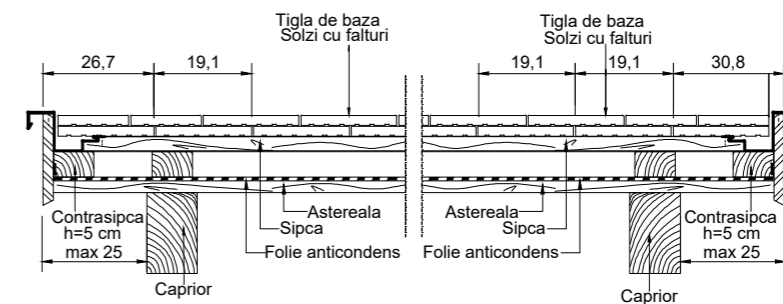 Tigla de baza
Solzi cu falturi
Tigla de baza
Solzi cu falturi
26,7
19,1
19,1
19,1
30,8
Contrasipca
h=5 cm
max 25
Astereala
Sipca
Folie anticondens
Caprior
Astereala
Sipca
Folie anticondens
Contrasipca
h=5 cm
max 25
Caprior